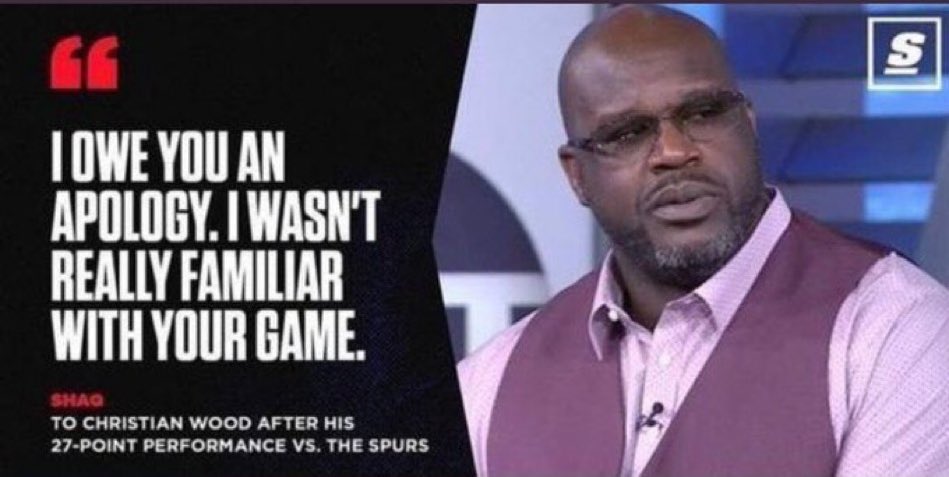 I OWE YOU AN
APOLOGY. I WASN'T
REALLY FAMILIAR
WITH YOUR GAME.
SHAQ
TO CHRISTIAN WOOD AFTER HIS
27-POINT PERFORMANCE VS. THE SPURS
S